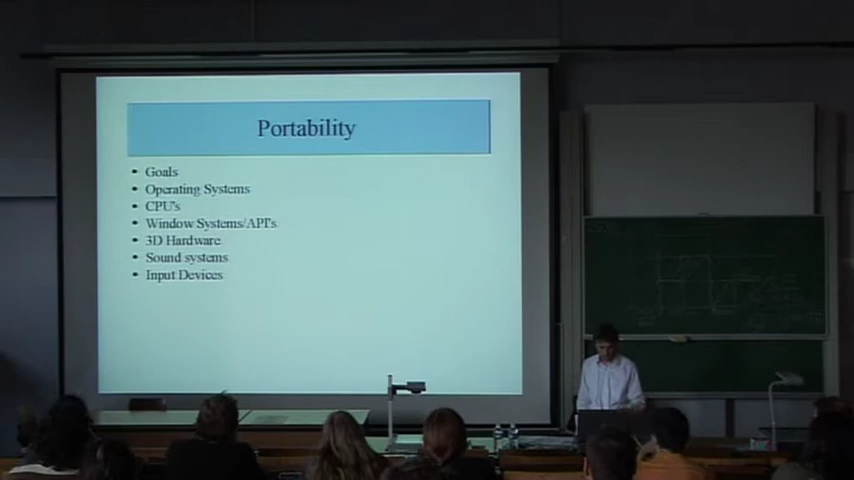 Portability
• Goals
• Operating Systems
• CPU's
• Window Systems/API's
• 3D Hardware
• Sound systems
• Input Devices